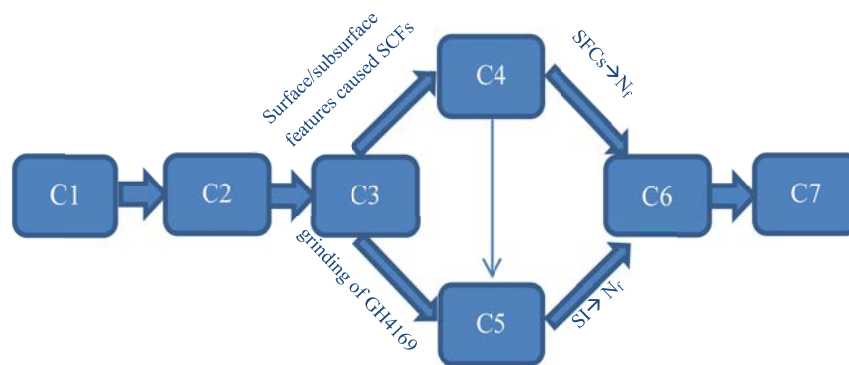 Surface/subsurface
features caused SCFs
SFCs→Nf
C4
C1
C2
C3
C6
C7
grinding of GH4169
SI→ Nf
C5